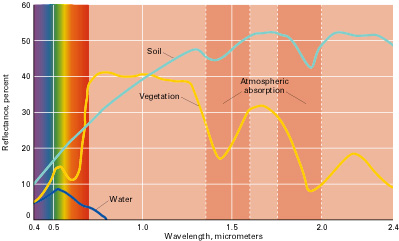 60
50
40
30
20
10
0
Reflectance, percent
Soil
Vegetation
Atmospheric
absorption
Water
0.4 0.5 1.0 1.5 2.0 2.4
Wavelength, micrometers